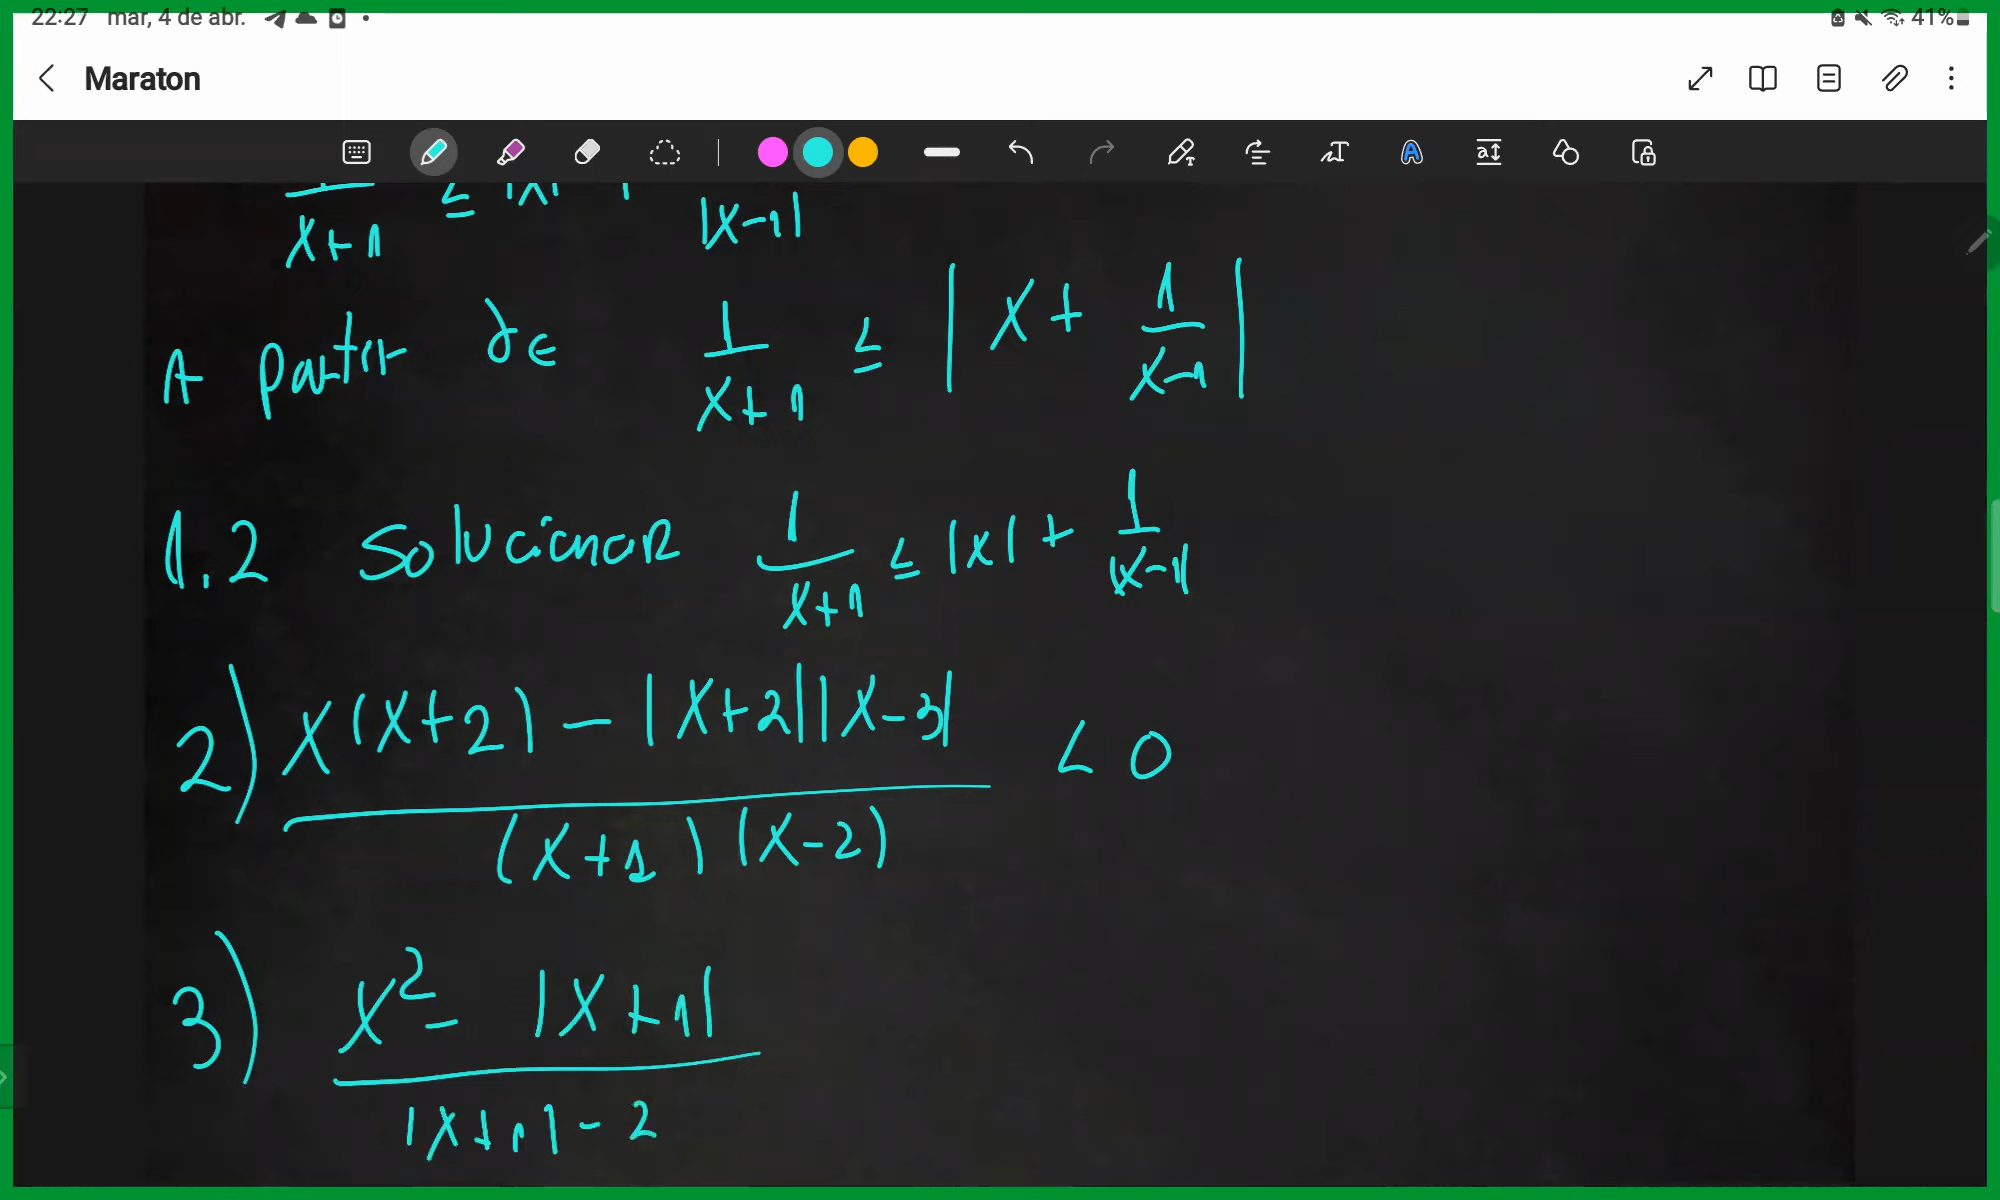 22:27 mar, 4 de abr. 41%
Maraton
x+1 ≤ |x| |x-1|
A partir de 1/(x+1) ≤ |x + 1/(x-1)|
1.2 Solucionar 1/(x+1) ≤ |x| + 1/|x-1|
2) x(x+2) - |x+2||x-3| < 0
(x+1)(x-2)
3) x² - |x+1|
|x+1| - 2